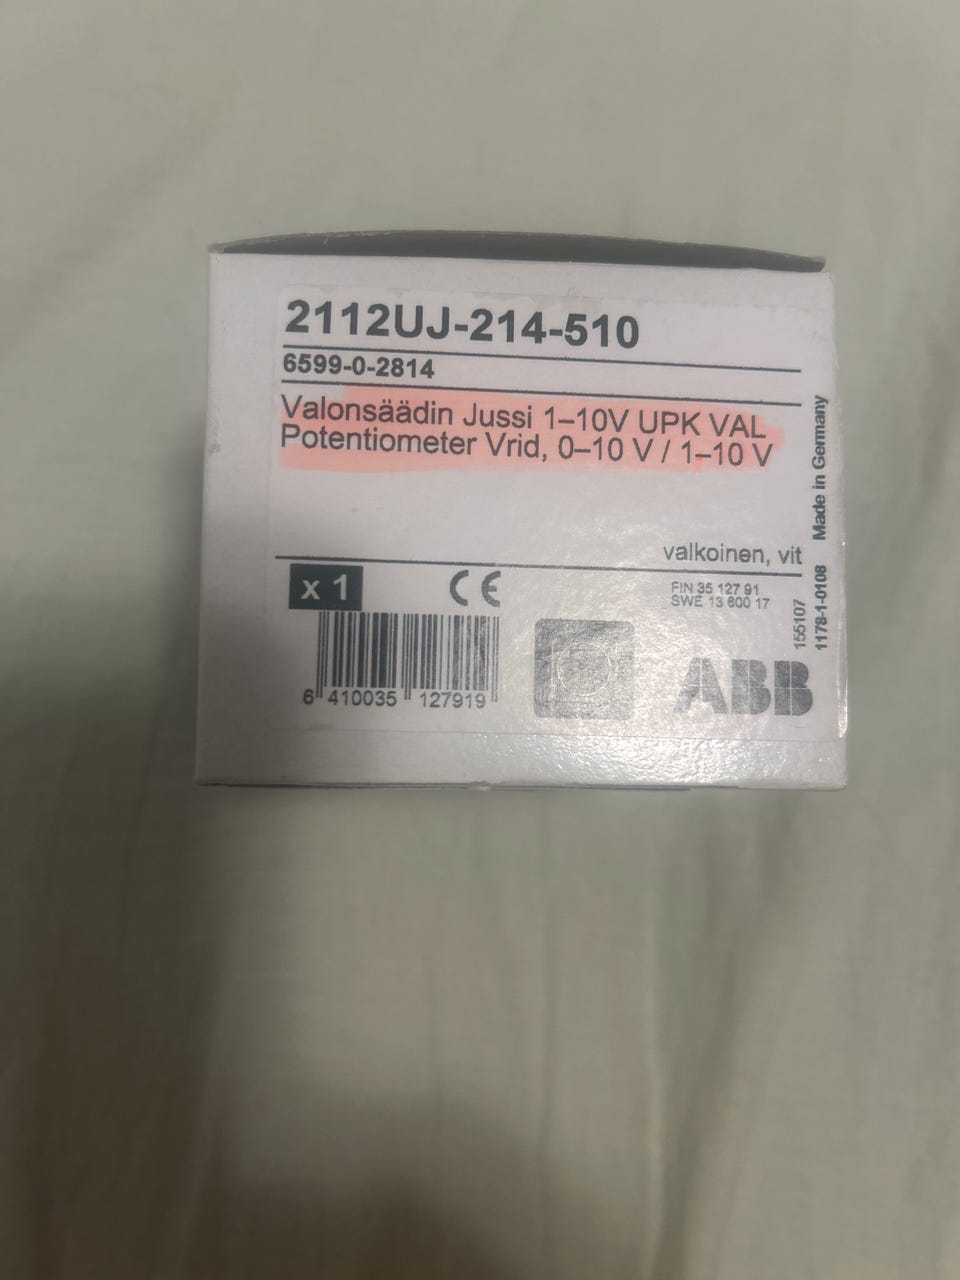 2112UJ-214-510
6599-0-2814
Valonsäädin Jussi 1–10V UPK VAL
Potentiometer Vrid, 0–10 V / 1–10 V
valkoinen, vit
x 1
CE
FIN 35 127 91
SWE 13 800 17
6 410035 127919
ABB
155107
1178-1-0108 Made in Germany